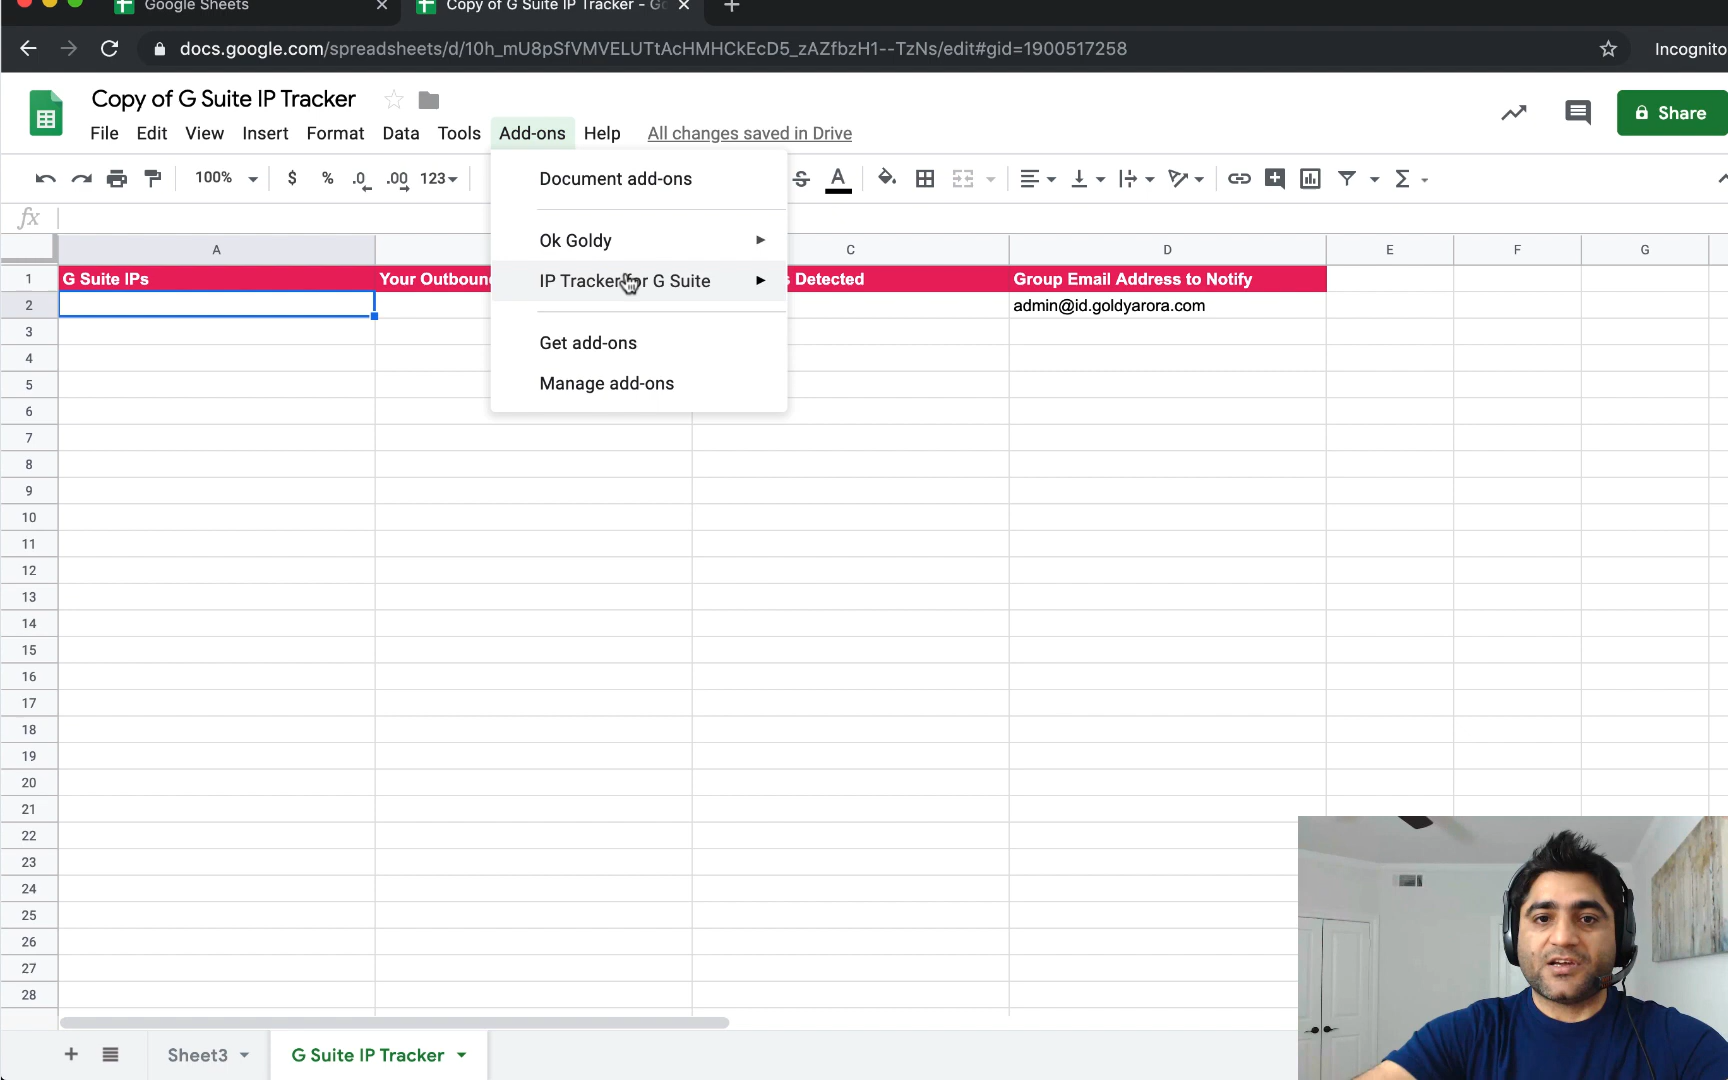 Google Sheets
Copy of G Suite IP Tracker - Go
docs.google.com/spreadsheets/d/10h_mU8pSfVMVELUTtAcHMHCkEcD5_zAZfbzH1--TzNs/edit#gid=1900517258
Incognito
Copy of G Suite IP Tracker
File Edit View Insert Format Data Tools Add-ons Help All changes saved in Drive
Share
100% $ % .0 .00 123
Document add-ons
Ok Goldy
IP Tracker for G Suite
Get add-ons
Manage add-ons
fx
A C D E F G
1 G Suite IPs Your Outbound Detected Group Email Address to Notify
2 admin@id.goldyarora.com
3
4
5
6
7
8
9
10
11
12
13
14
15
16
17
18
19
20
21
22
23
24
25
26
27
28
Sheet3 G Suite IP Tracker